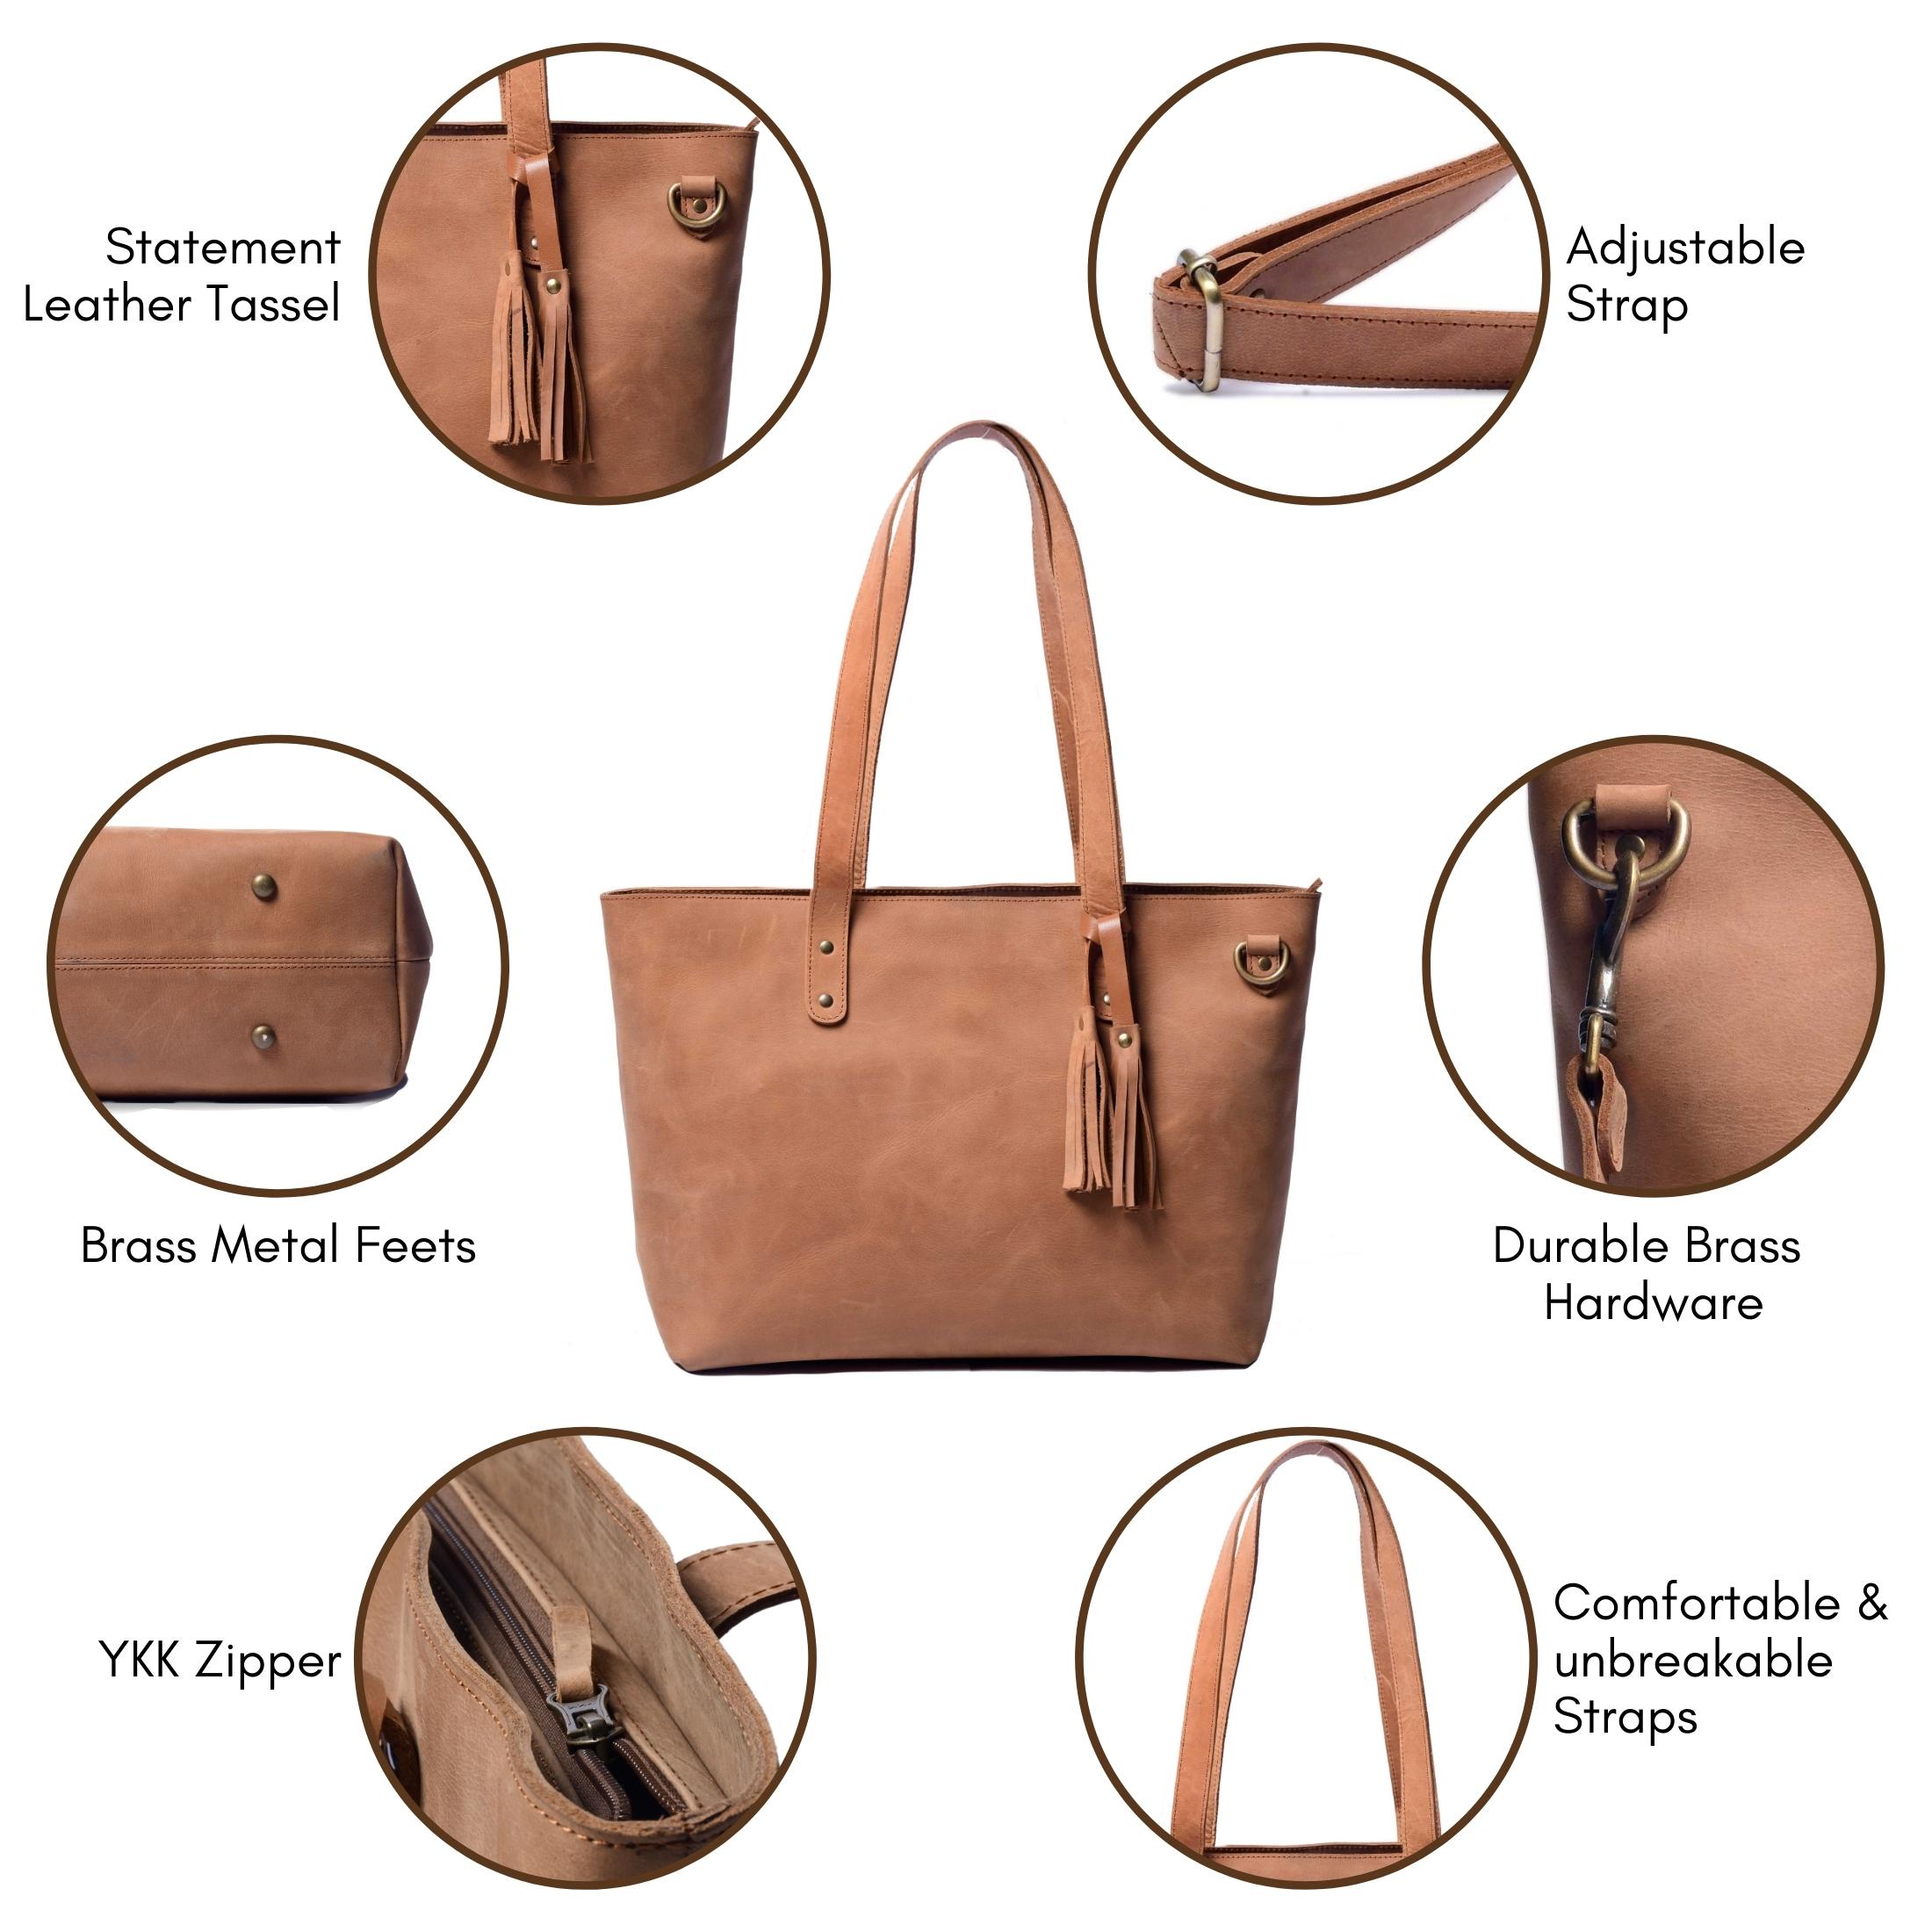 Statement
Leather Tassel
Adjustable
Strap
Brass Metal Feets
Durable Brass
Hardware
YKK Zipper
Comfortable &
unbreakable
Straps